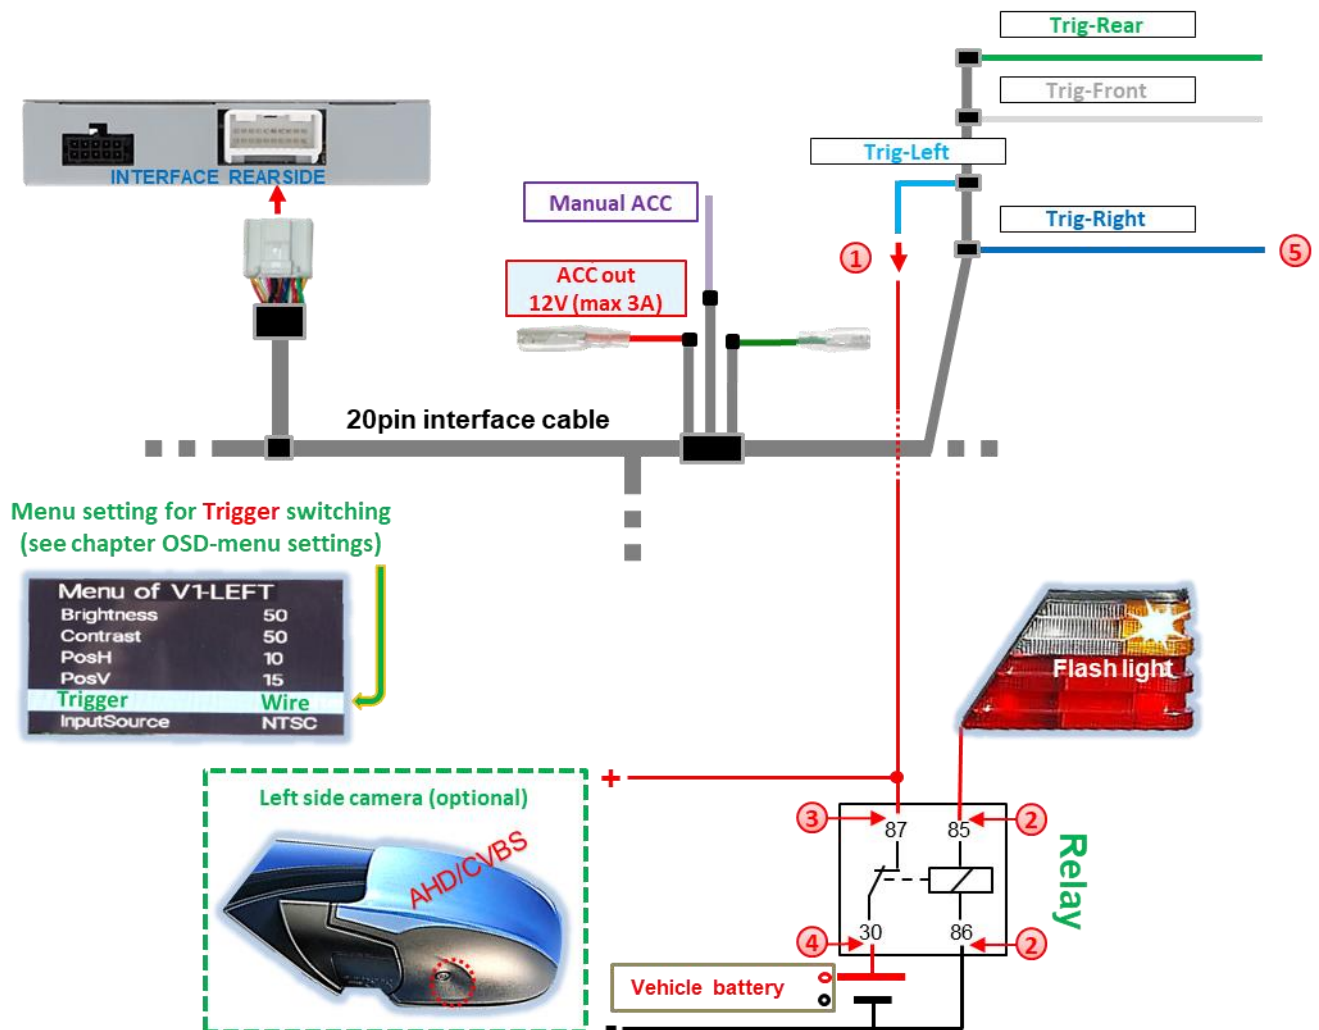 Trig-Rear
Trig-Front
Trig-Left
Trig-Right
INTERFACE REARSIDE
Manual ACC
ACC out
12V (max 3A)
1
5
20pin interface cable
Menu setting for Trigger switching
(see chapter OSD-menu settings)
Menu of V1-LEFT
Brightness 50
Contrast 50
PosH 10
PosV 15
Trigger Wire
InputSource NTSC
Flash light
Left side camera (optional)
AHD/CVBS
+
3
87
85
2
Relay
4
30
86
2
Vehicle battery
-